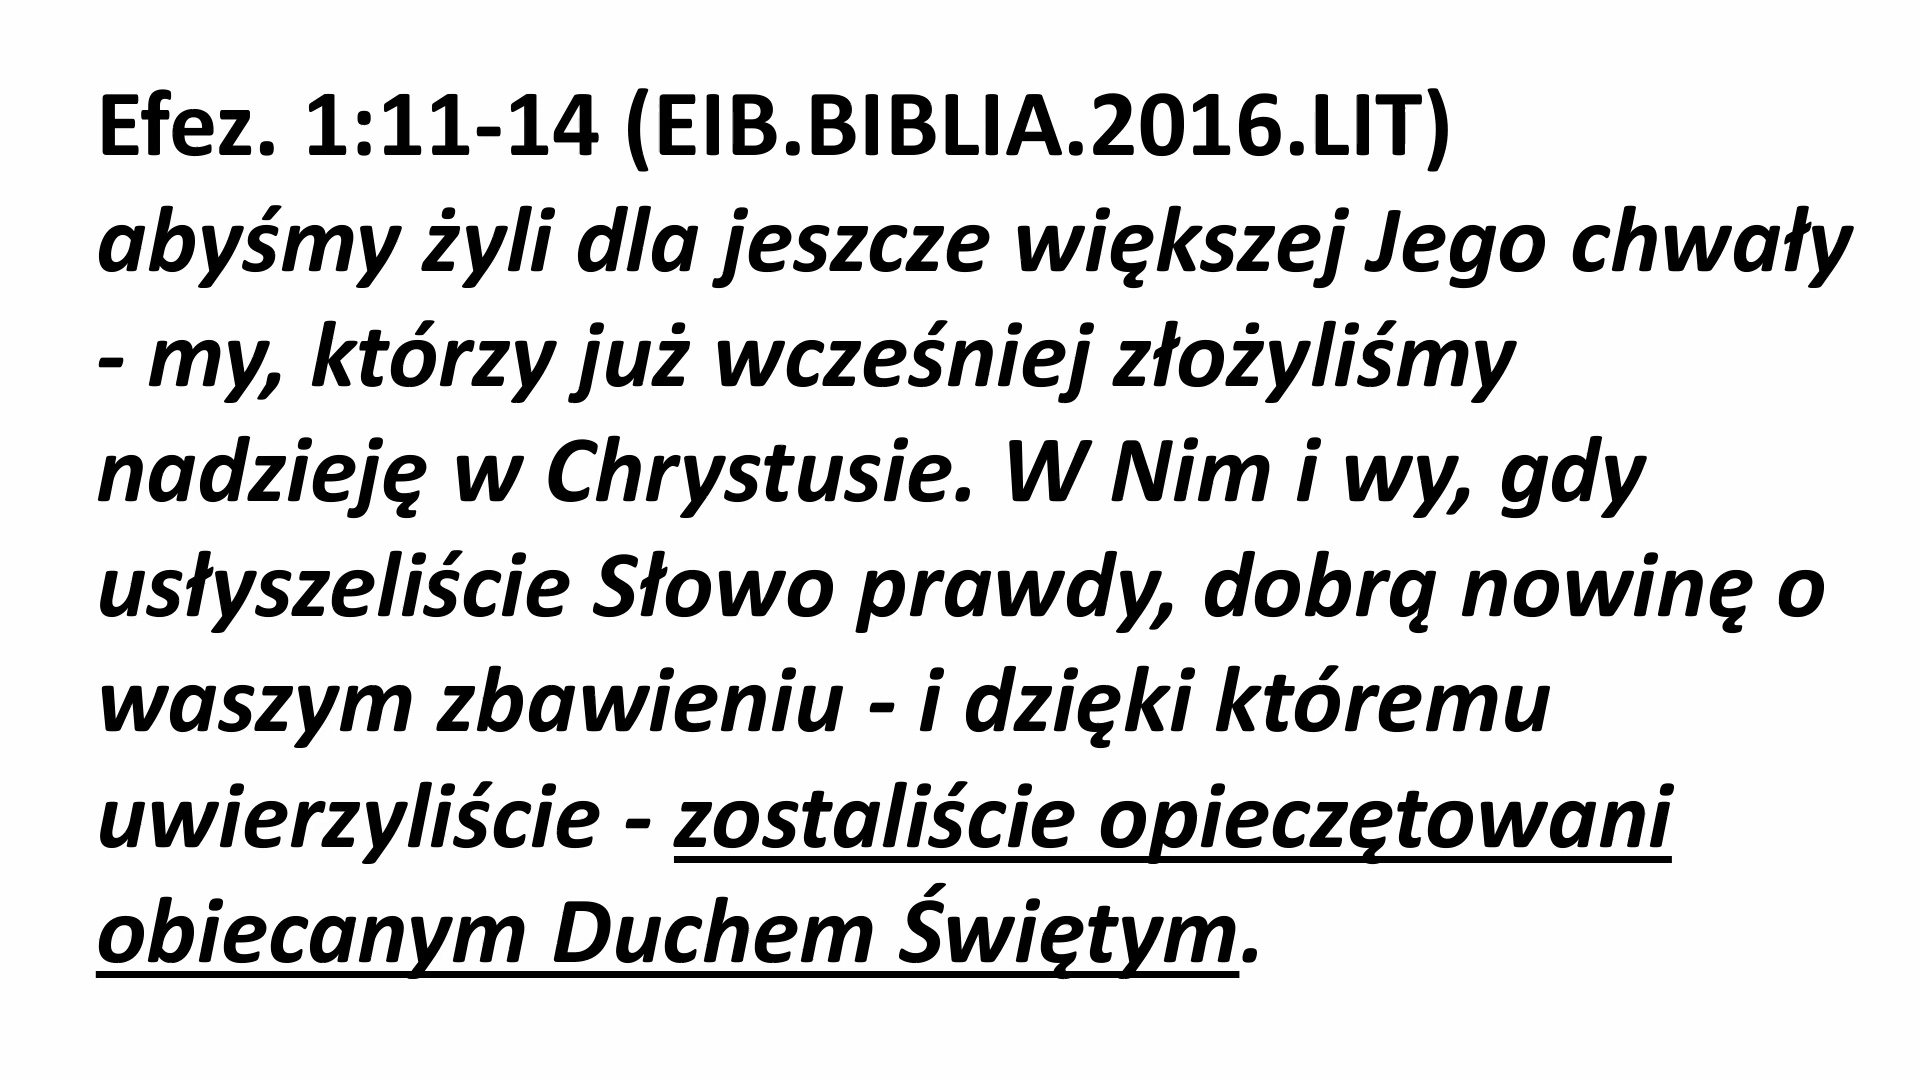 Efez. 1:11-14 (EIB.BIBLIA.2016.LIT)
abyśmy żyli dla jeszcze większej Jego chwały
- my, którzy już wcześniej złożyliśmy
nadzieję w Chrystusie. W Nim i wy, gdy
usłyszeliście Słowo prawdy, dobrą nowinę o
waszym zbawieniu - i dzięki któremu
uwierzyliście - zostaliście opieczętowani
obiecanym Duchem Świętym.